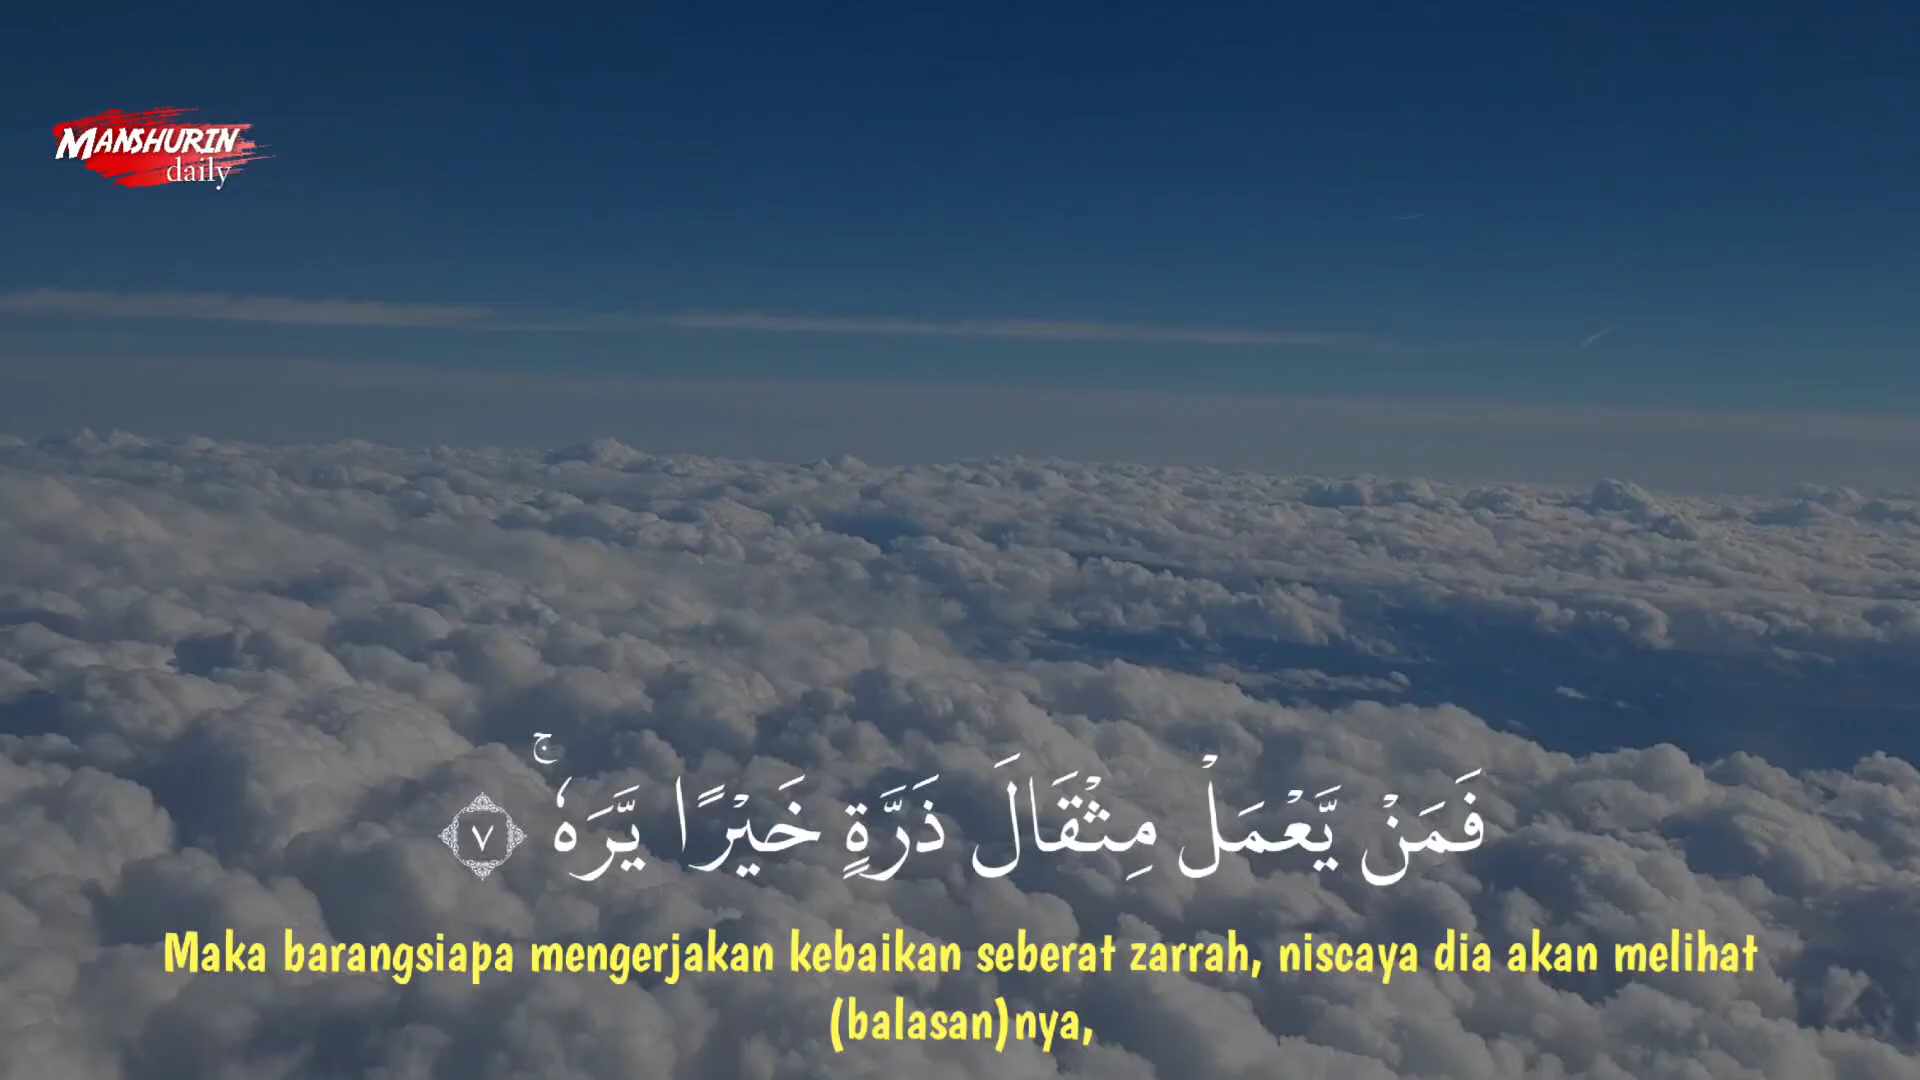 MANSHURIN
daily
فَمَنْ يَّعْمَلْ مِثْقَالَ ذَرَّةٍ خَيْرًا يَّرَهٗۚ ٧
Maka barangsiapa mengerjakan kebaikan seberat zarrah, niscaya dia akan melihat
(balasan)nya,